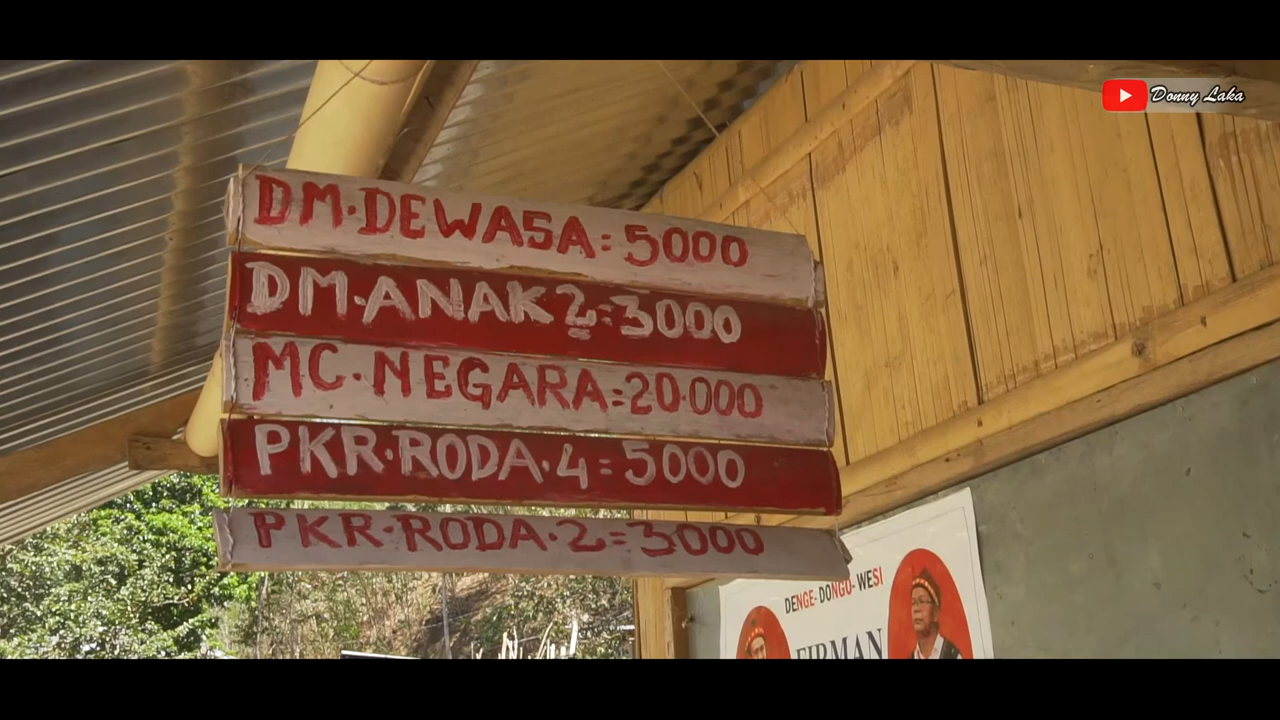 Donny Laka
DM·DEWASA=5000
DM·ANAK2=3000
MC·NEGARA=20·000
PKR·RODA·4=5000
PKR·RODA·2=3000
DENGE-DONGO-WESI
FIRMAN